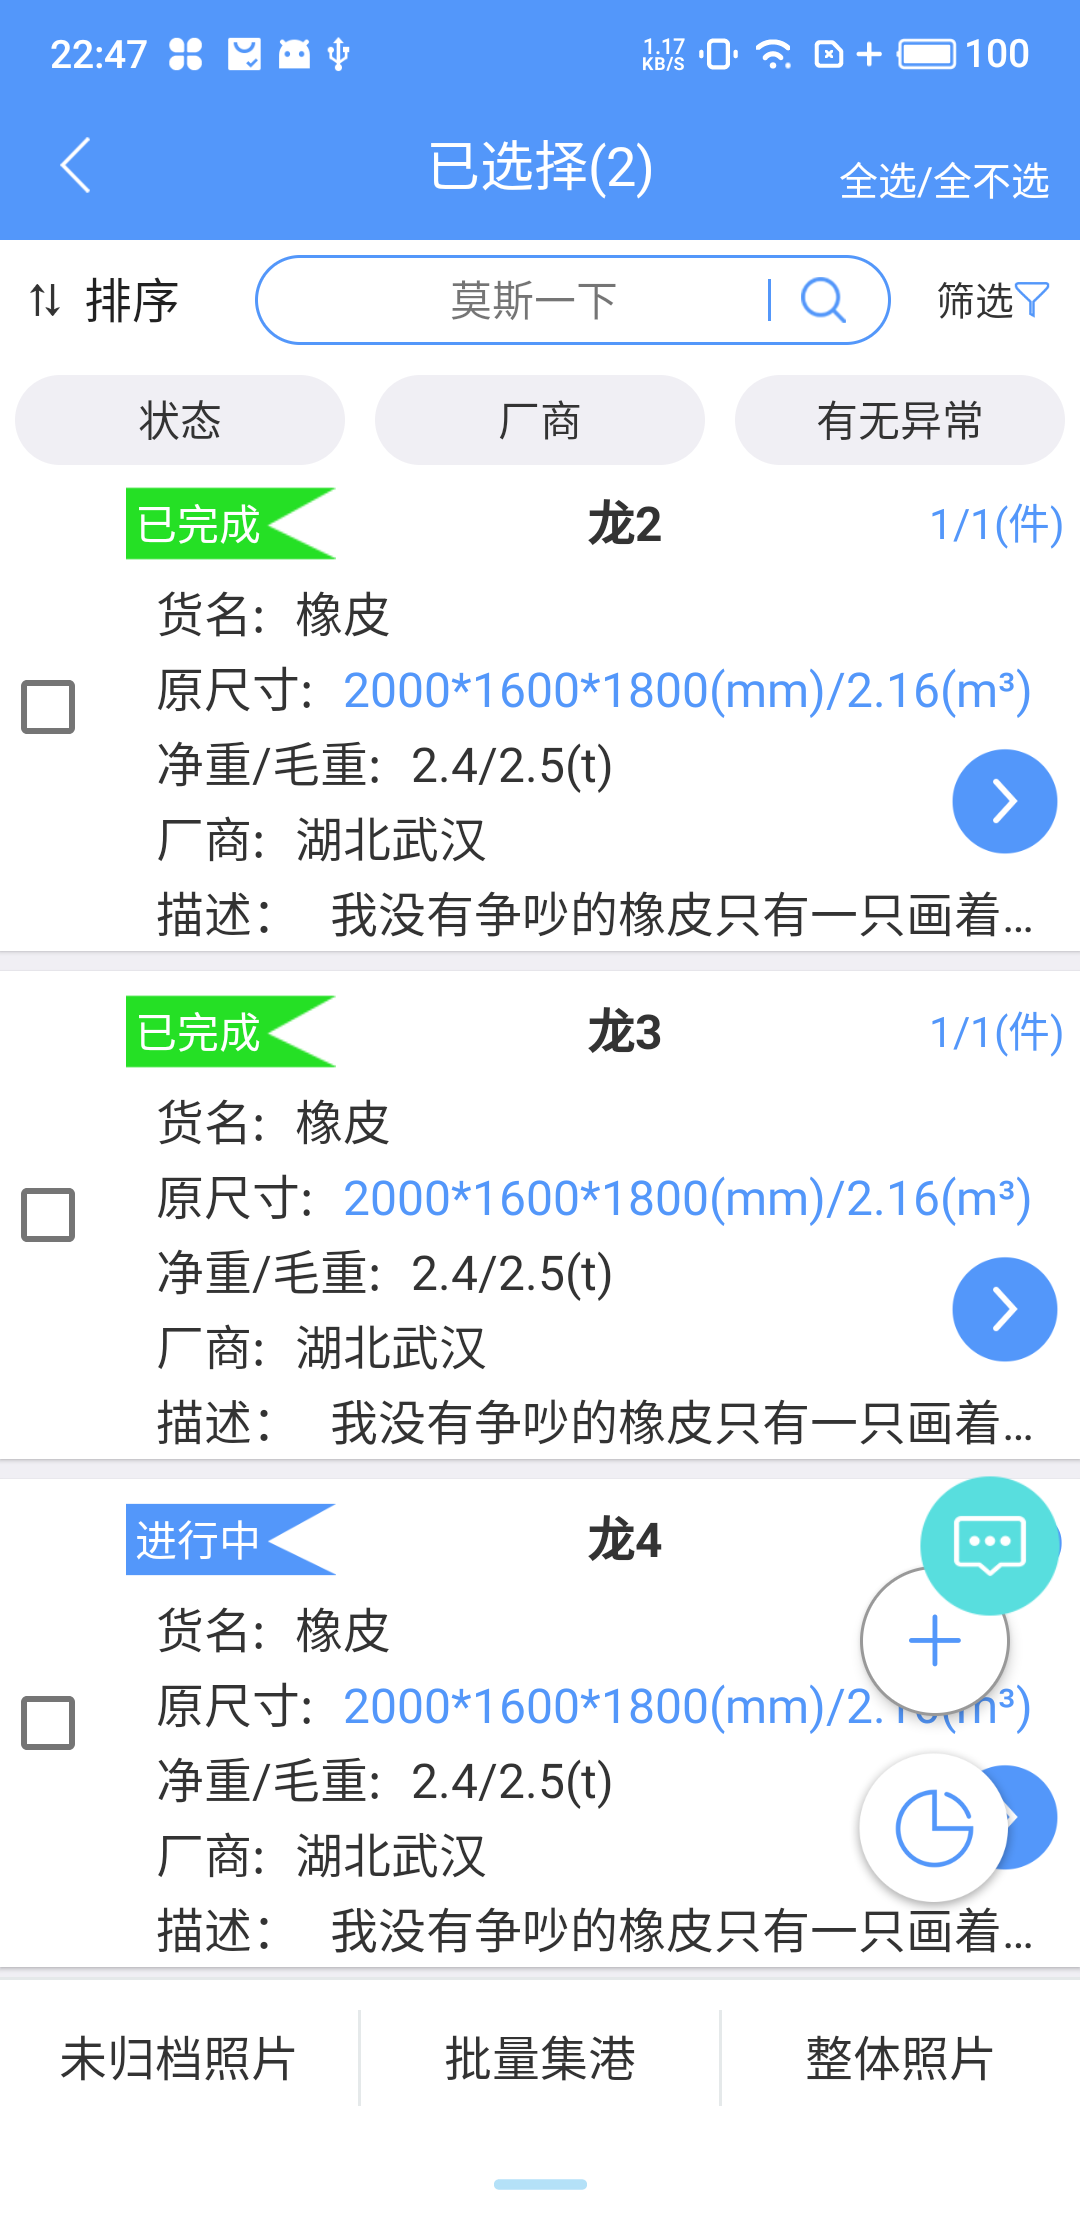 22:47
1.17
KB/S
100
已选择(2)
全选/全不选
排序
莫斯一下
筛选
状态
厂商
有无异常
已完成
龙2
1/1(件)
货名: 橡皮
原尺寸: 2000*1600*1800(mm)/2.16(m³)
净重/毛重: 2.4/2.5(t)
厂商: 湖北武汉
描述： 我没有争吵的橡皮只有一只画着...
已完成
龙3
1/1(件)
货名: 橡皮
原尺寸: 2000*1600*1800(mm)/2.16(m³)
净重/毛重: 2.4/2.5(t)
厂商: 湖北武汉
描述： 我没有争吵的橡皮只有一只画着...
进行中
龙4
货名: 橡皮
原尺寸: 2000*1600*1800(mm)/2.16(m³)
净重/毛重: 2.4/2.5(t)
厂商: 湖北武汉
描述： 我没有争吵的橡皮只有一只画着...
未归档照片
批量集港
整体照片